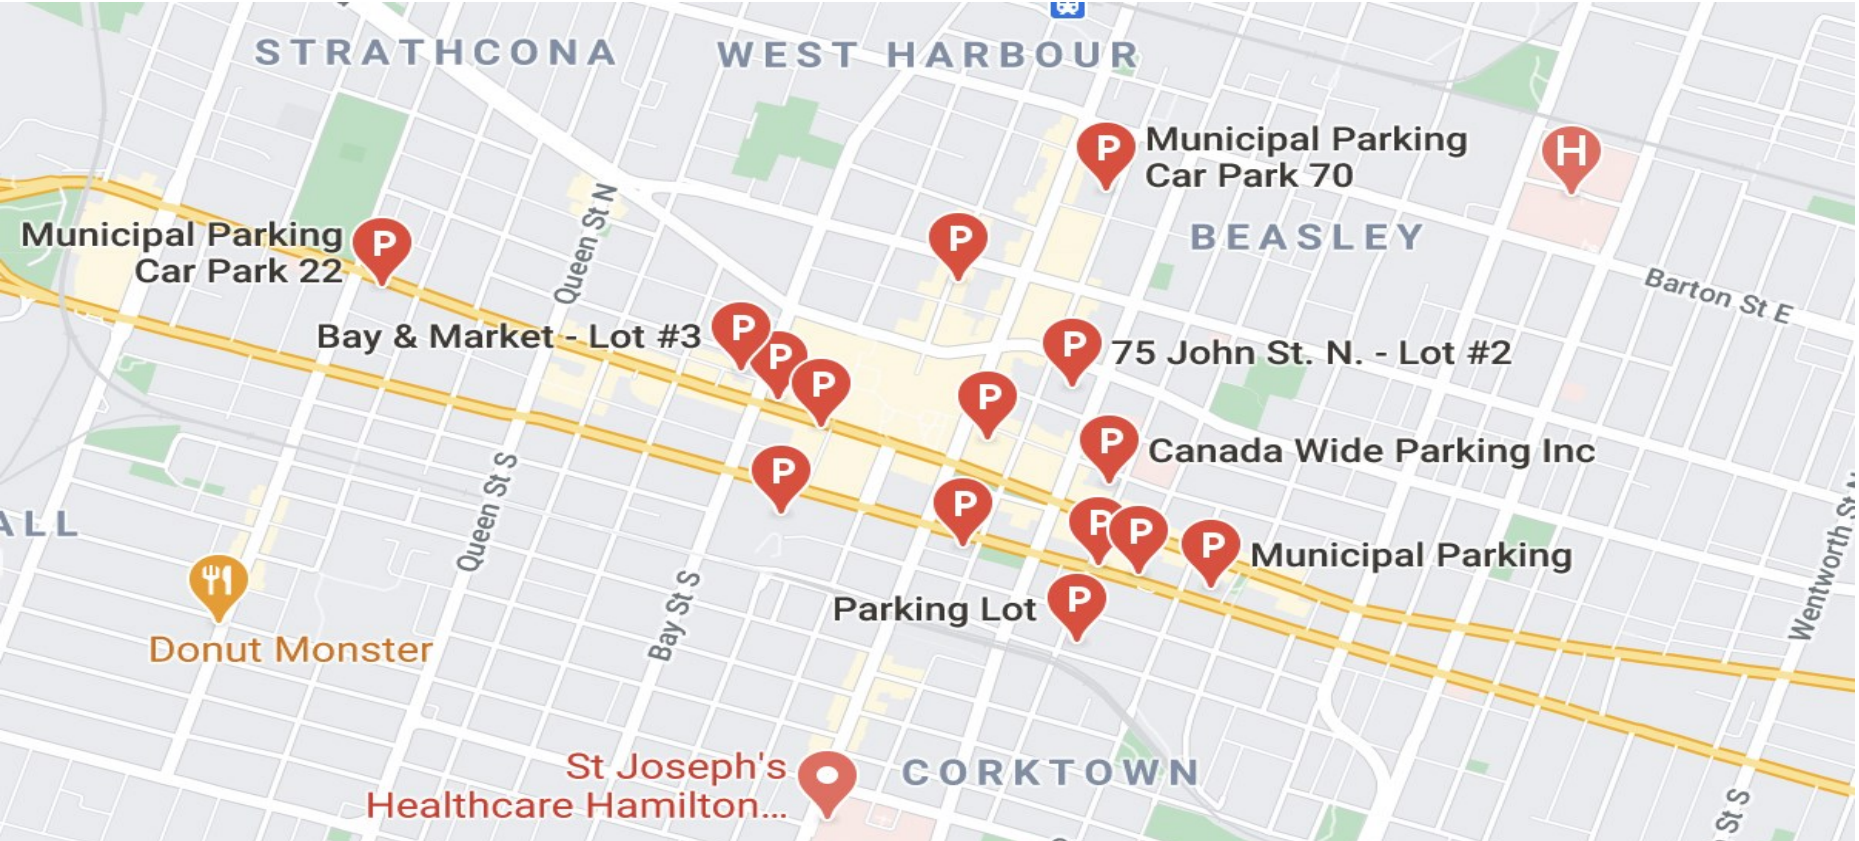 STRATHCONA
WEST HARBOUR
Municipal Parking
Car Park 70
H
P
BEASLEY
Queen St N
Municipal Parking
Car Park 22
P
P
Barton St E
Bay & Market - Lot #3
P
P
P
P
75 John St. N. - Lot #2
P
P
Canada Wide Parking Inc
P
Queen St S
P
P
ALL
P
P
P
Municipal Parking
Wentworth St N
Donut Monster
Bay St S
Parking Lot
P
St Joseph's
Healthcare Hamilton...
CORKTOWN
St S